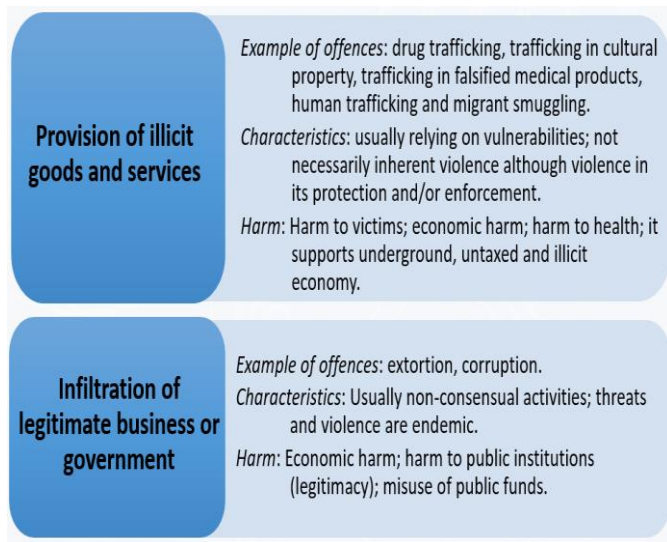 Provision of illicit
goods and services
Example of offences: drug trafficking, trafficking in cultural
property, trafficking in falsified medical products,
human trafficking and migrant smuggling.
Characteristics: usually relying on vulnerabilities; not
necessarily inherent violence although violence in
its protection and/or enforcement.
Harm: Harm to victims; economic harm; harm to health; it
supports underground, untaxed and illicit
economy.
Infiltration of
legitimate business or
government
Example of offences: extortion, corruption.
Characteristics: Usually non-consensual activities; threats
and violence are endemic.
Harm: Economic harm; harm to public institutions
(legitimacy); misuse of public funds.